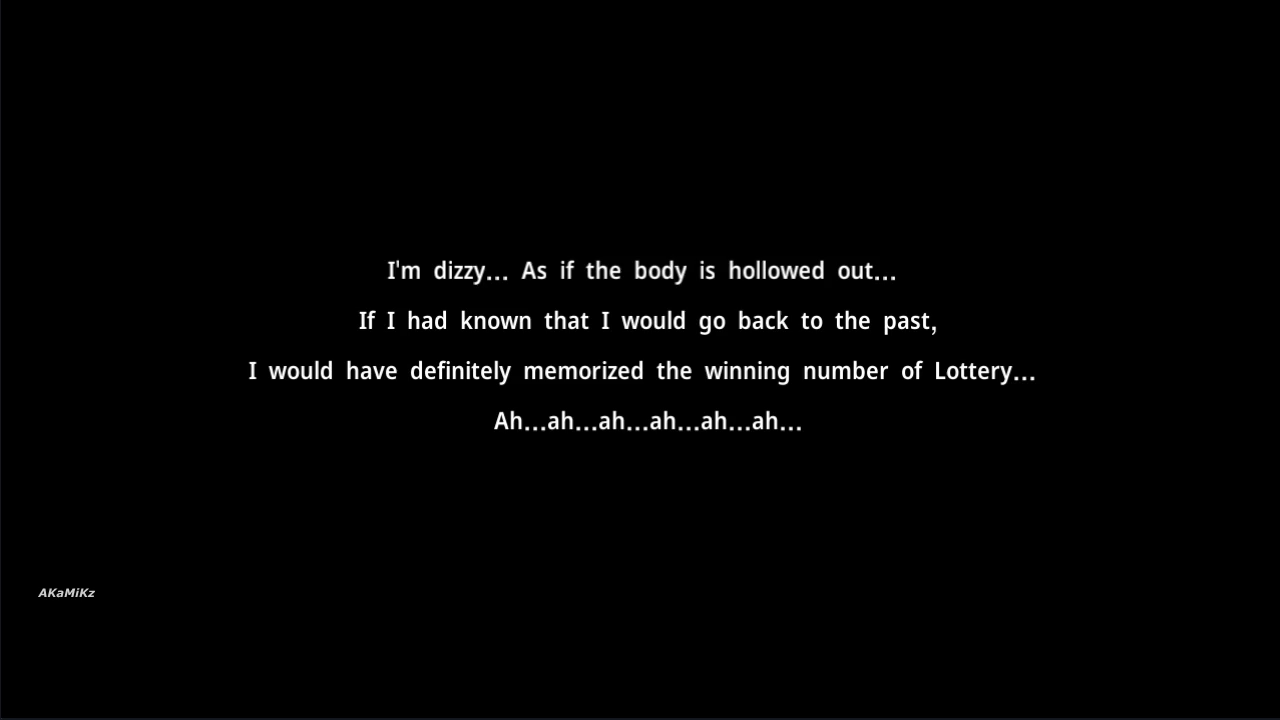 I'm dizzy... As if the body is hollowed out...
If I had known that I would go back to the past,
I would have definitely memorized the winning number of Lottery...
Ah...ah...ah...ah...ah...ah...
AKaMiKz